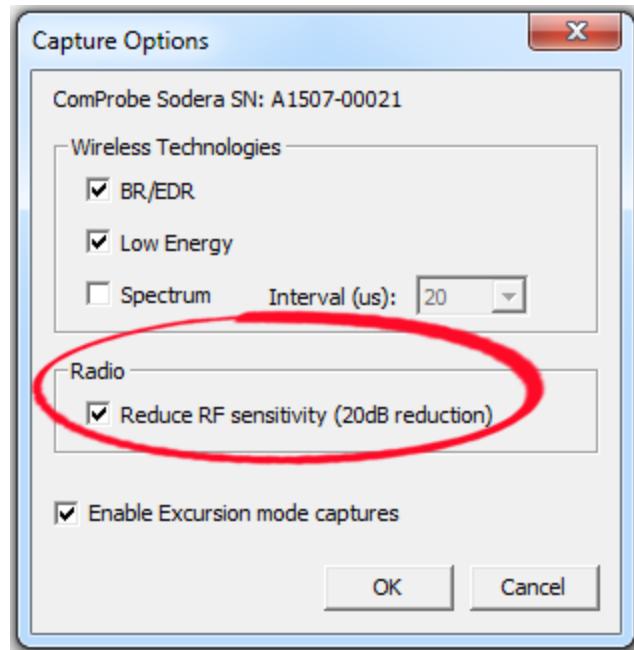 Capture Options
ComProbe Sodera SN: A1507-00021
Wireless Technologies
BR/EDR
Low Energy
Spectrum Interval (us): 20
Radio
Reduce RF sensitivity (20dB reduction)
Enable Excursion mode captures
OK Cancel